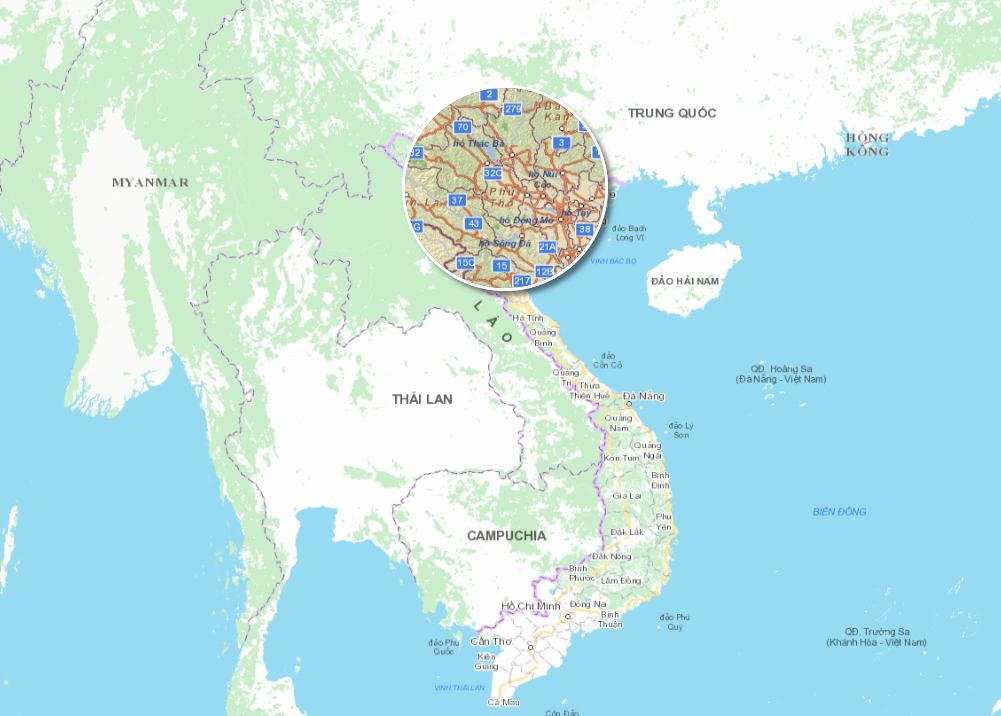 2
279
Bắc
Kạn
TRUNG QUỐC
70
3
hồ Thác Bà
HỒNG
KÔNG
MYANMAR
32
32C
hồ Núi
Cốc
Phú
Thọ
37
hồ Tây
43
hồ Đồng Mô
38
đảo Bạch
Long Vĩ
hồ Sông Đà
21A
15C
15
12B
217
VỊNH BẮC BỘ
ĐẢO HẢI NAM
LÀO
Hà Tĩnh
Quảng
Bình
đảo
Cồn Cỏ
Quảng
Trị
QĐ. Hoàng Sa
(Đà Nẵng - Việt Nam)
Thừa
Thiên Huế
THÁI LAN
Đà Nẵng
Quảng
Nam
đảo Lý
Sơn
Quảng
Ngãi
Kon Tum
Bình
Định
Gia Lai
BIỂN ĐÔNG
Phú
Yên
CAMPUCHIA
Đắk Lắk
Đắk Nông
Bình
Phước
Lâm Đồng
Hồ Chí Minh
Đồng Nai
Bình
Thuận
đảo Phú
Quý
QĐ. Trường Sa
(Khánh Hòa - Việt Nam)
đảo Phú
Quốc
Cần Thơ
Kiên
Giang
VỊNH THÁI LAN
Cà Mau
Côn Đảo